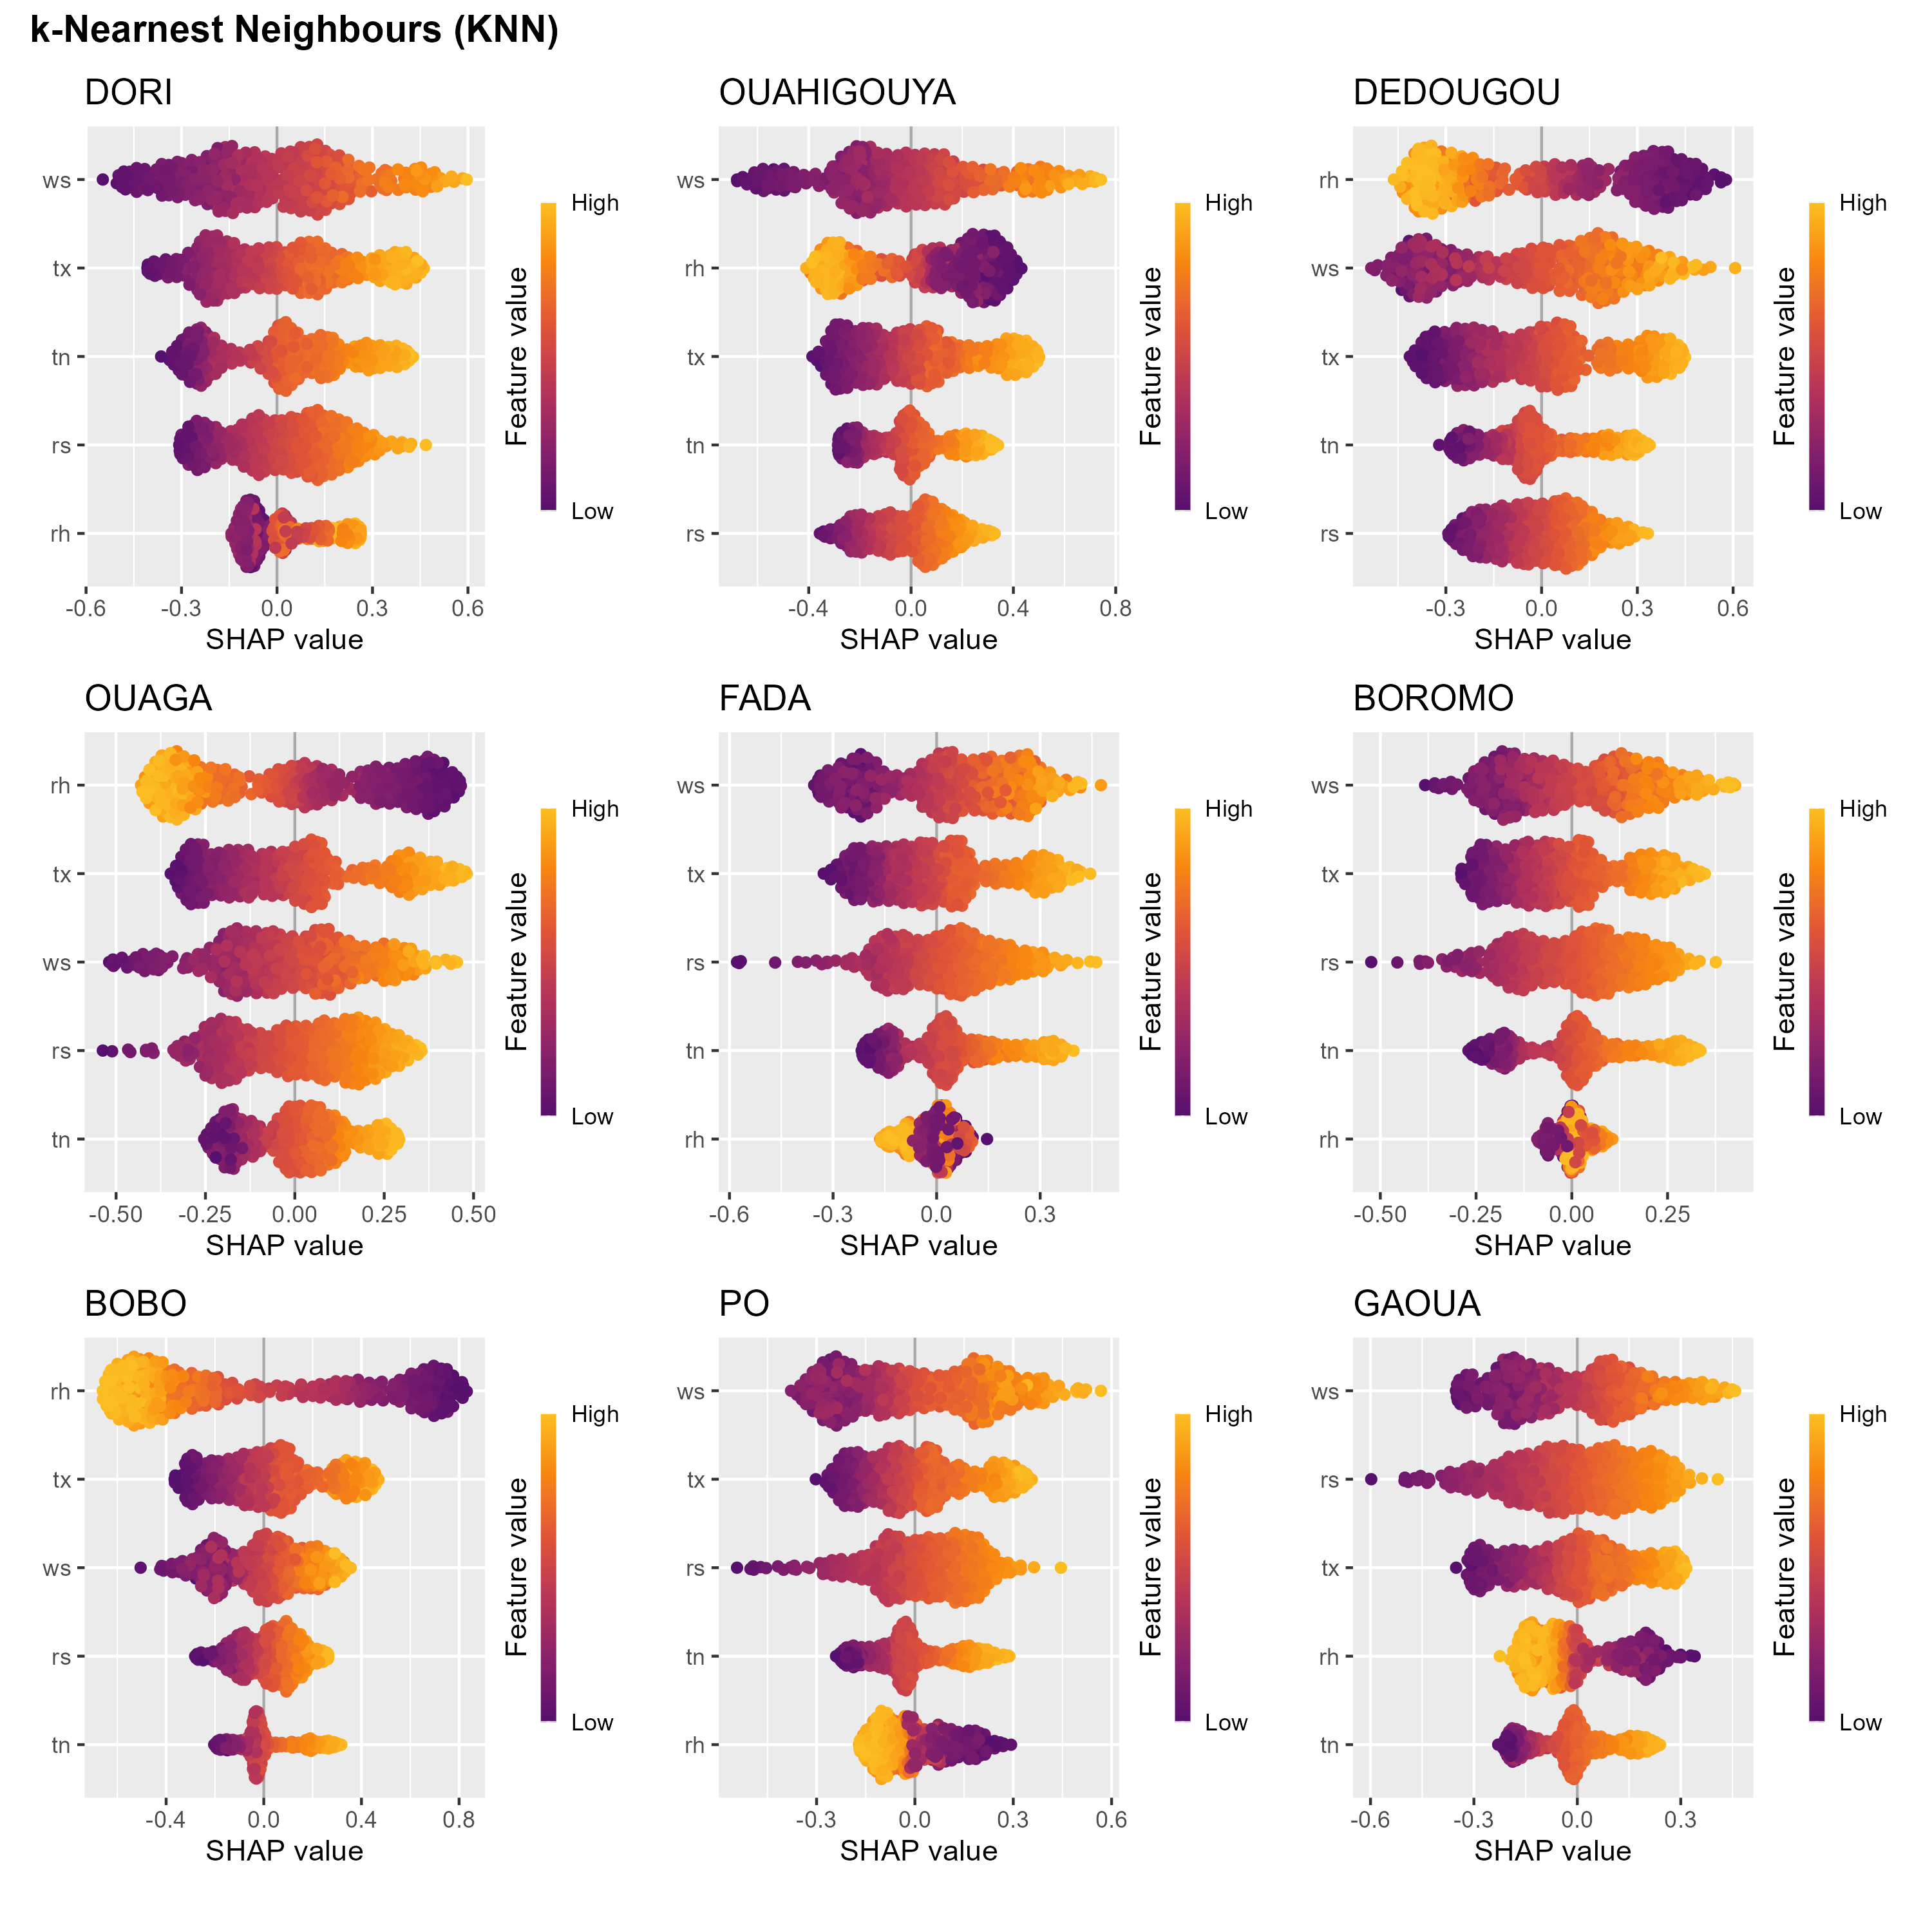 k-Nearnest Neighbours (KNN)
DORI
ws
tx
tn
rs
rh
-0.6 -0.3 0.0 0.3 0.6
SHAP value
High
Low
Feature value
OUAHIGOUYA
ws
rh
tx
tn
rs
-0.4 0.0 0.4 0.8
SHAP value
High
Low
Feature value
DEDOUGOU
rh
ws
tx
tn
rs
-0.3 0.0 0.3 0.6
SHAP value
High
Low
Feature value
OUAGA
rh
tx
ws
rs
tn
-0.50 -0.25 0.00 0.25 0.50
SHAP value
High
Low
Feature value
FADA
ws
tx
rs
tn
rh
-0.6 -0.3 0.0 0.3
SHAP value
High
Low
Feature value
BOROMO
ws
tx
rs
tn
rh
-0.50 -0.25 0.00 0.25
SHAP value
High
Low
Feature value
BOBO
rh
tx
ws
rs
tn
-0.4 0.0 0.4 0.8
SHAP value
High
Low
Feature value
PO
ws
tx
rs
tn
rh
-0.3 0.0 0.3 0.6
SHAP value
High
Low
Feature value
GAOUA
ws
rs
tx
rh
tn
-0.6 -0.3 0.0 0.3
SHAP value
High
Low
Feature value